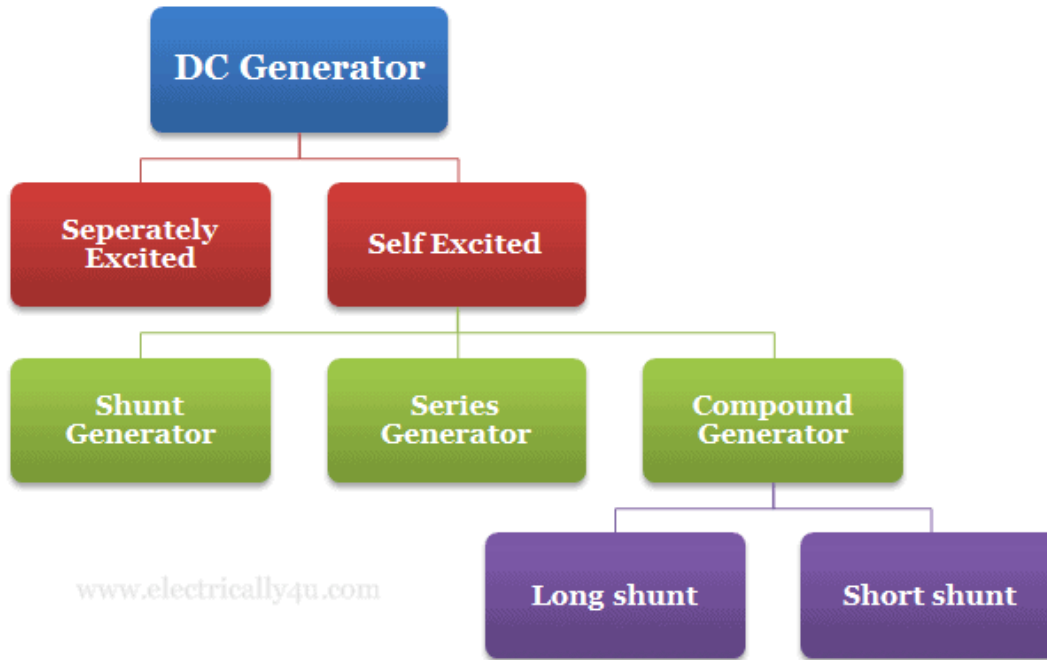 DC Generator
Seperately
Excited
Self Excited
Shunt
Generator
Series
Generator
Compound
Generator
Long shunt
Short shunt
www.electrically4u.com